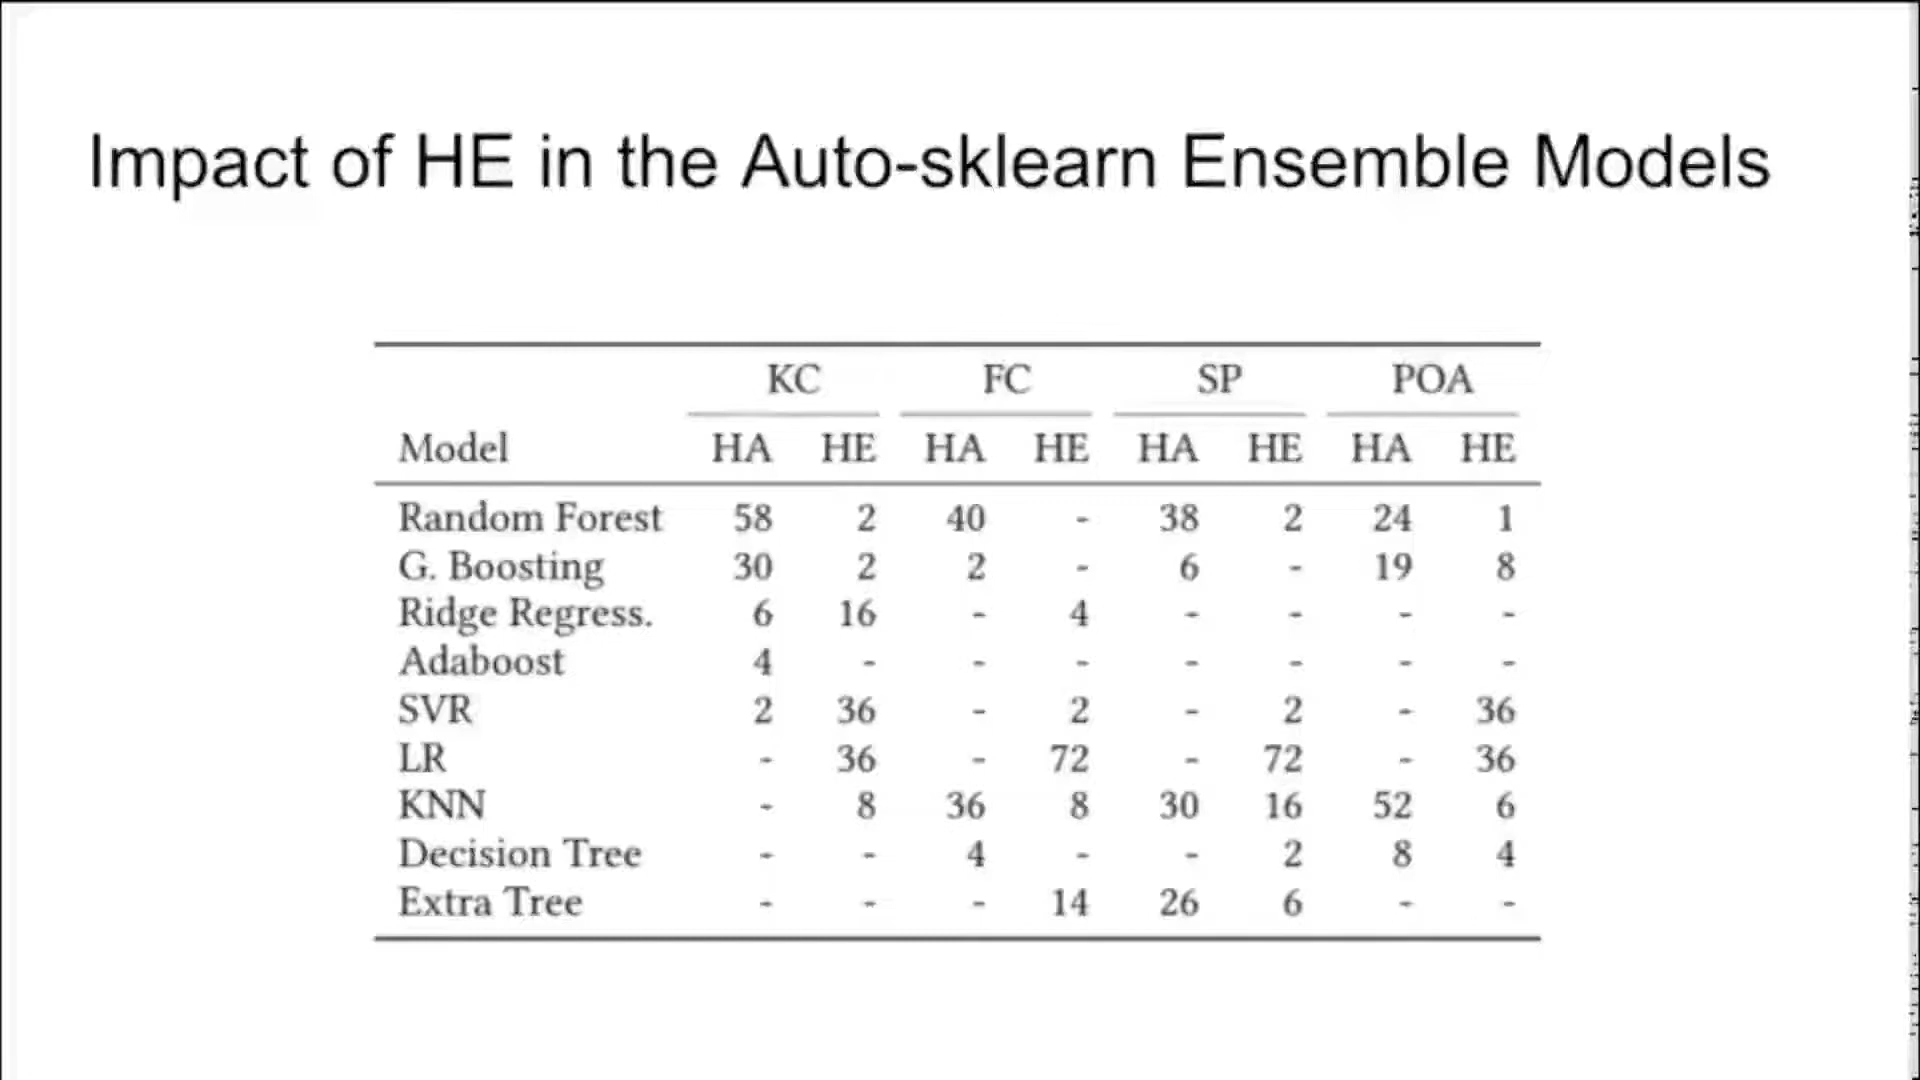 Impact of HE in the Auto-sklearn Ensemble Models
KC FC SP POA
Model HA HE HA HE HA HE HA HE
Random Forest 58 2 40 - 38 2 24 1
G. Boosting 30 2 2 - 6 - 19 8
Ridge Regress. 6 16 - 4 - - - -
Adaboost 4 - - - - - - -
SVR 2 36 - 2 - 2 - 36
LR - 36 - 72 - 72 - 36
KNN - 8 36 8 30 16 52 6
Decision Tree - - 4 - - 2 8 4
Extra Tree - - - 14 26 6 - -